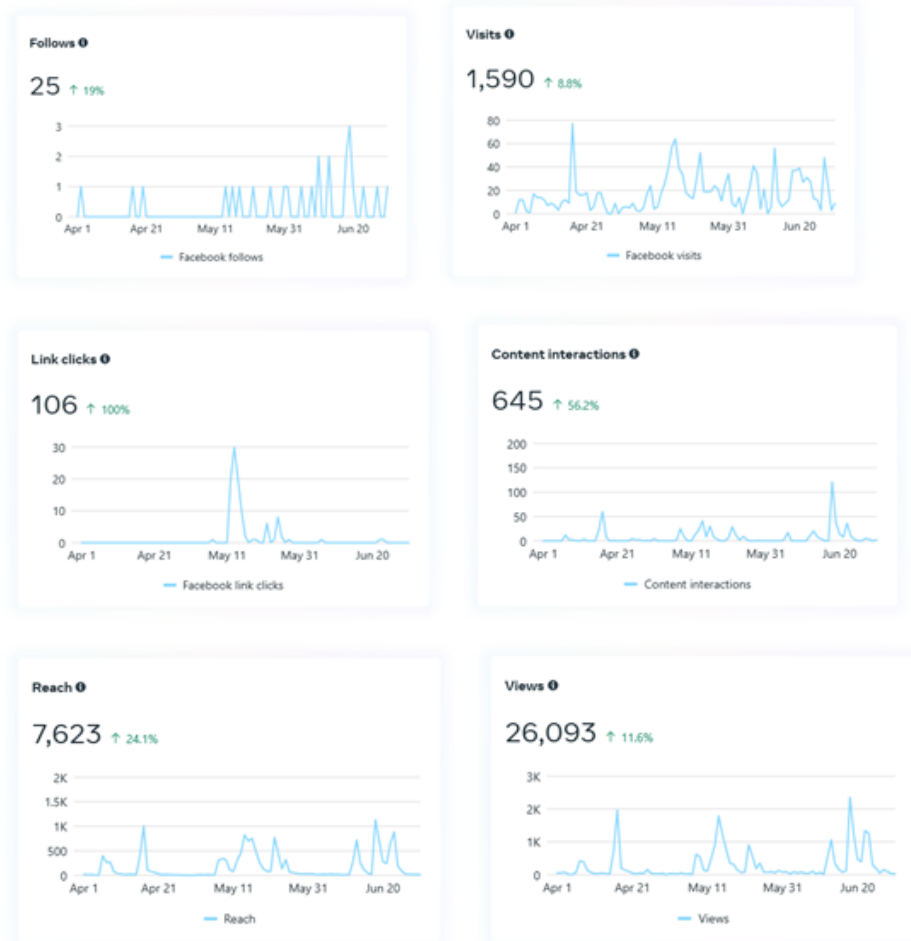 Follows
25 ↑ 19%
3
2
1
0
Apr 1 Apr 21 May 11 May 31 Jun 20
Facebook follows
Visits
1,590 ↑ 8.8%
80
60
40
20
0
Apr 1 Apr 21 May 11 May 31 Jun 20
Facebook visits
Link clicks
106 ↑ 100%
30
20
10
0
Apr 1 Apr 21 May 11 May 31 Jun 20
Facebook link clicks
Content interactions
645 ↑ 56.2%
200
150
100
50
0
Apr 1 Apr 21 May 11 May 31 Jun 20
Content interactions
Reach
7,623 ↑ 24.1%
2K
1.5K
1K
500
0
Apr 1 Apr 21 May 11 May 31 Jun 20
Reach
Views
26,093 ↑ 11.6%
3K
2K
1K
0
Apr 1 Apr 21 May 11 May 31 Jun 20
Views